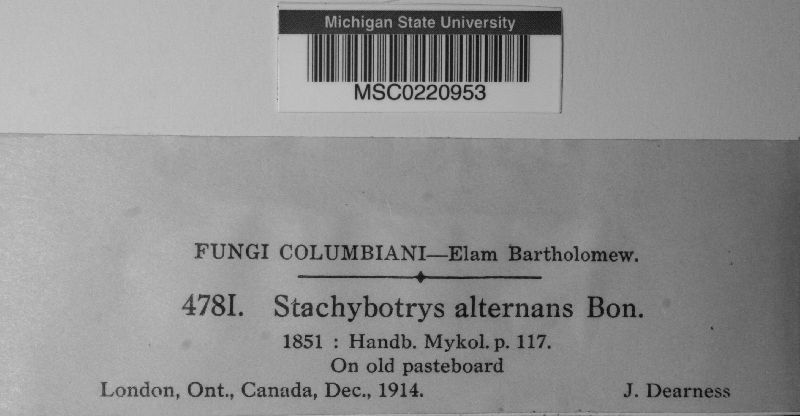 Michigan State University
MSC0220953
FUNGI COLUMBIANI—Elam Bartholomew.
4781. Stachybotrys alternans Bon.
1851 : Handb. Mykol. p. 117.
On old pasteboard
London, Ont., Canada, Dec., 1914. J. Dearness